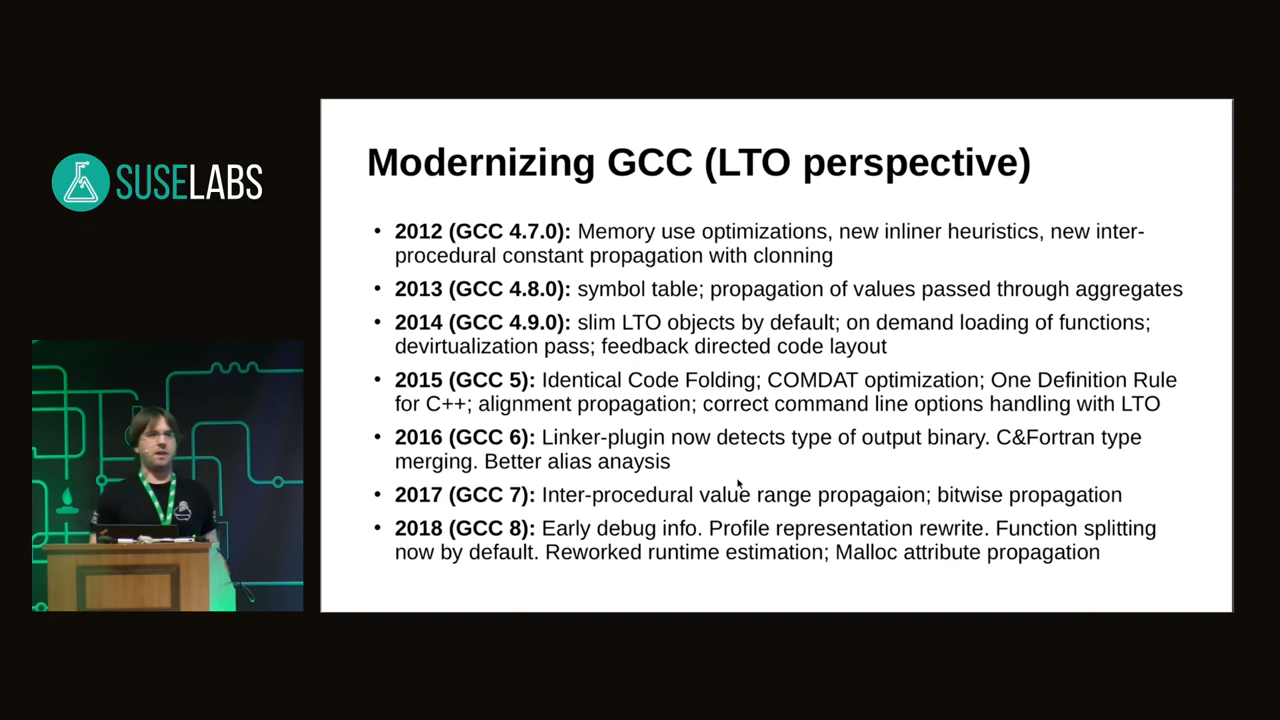 SUSELABS
Modernizing GCC (LTO perspective)
• 2012 (GCC 4.7.0): Memory use optimizations, new inliner heuristics, new inter-
procedural constant propagation with clonning
• 2013 (GCC 4.8.0): symbol table; propagation of values passed through aggregates
• 2014 (GCC 4.9.0): slim LTO objects by default; on demand loading of functions;
devirtualization pass; feedback directed code layout
• 2015 (GCC 5): Identical Code Folding; COMDAT optimization; One Definition Rule
for C++; alignment propagation; correct command line options handling with LTO
• 2016 (GCC 6): Linker-plugin now detects type of output binary. C&Fortran type
merging. Better alias anaysis
• 2017 (GCC 7): Inter-procedural value range propagaion; bitwise propagation
• 2018 (GCC 8): Early debug info. Profile representation rewrite. Function splitting
now by default. Reworked runtime estimation; Malloc attribute propagation